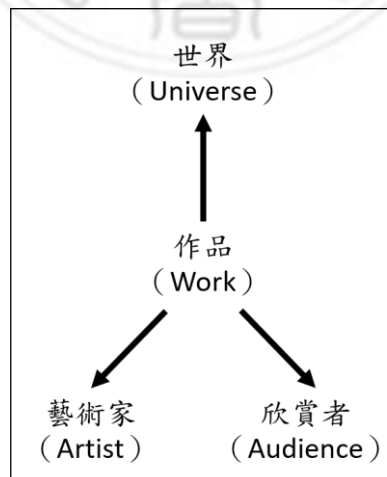 世界
（Universe）
作品
（Work）
藝術家
（Artist）
欣賞者
（Audience）